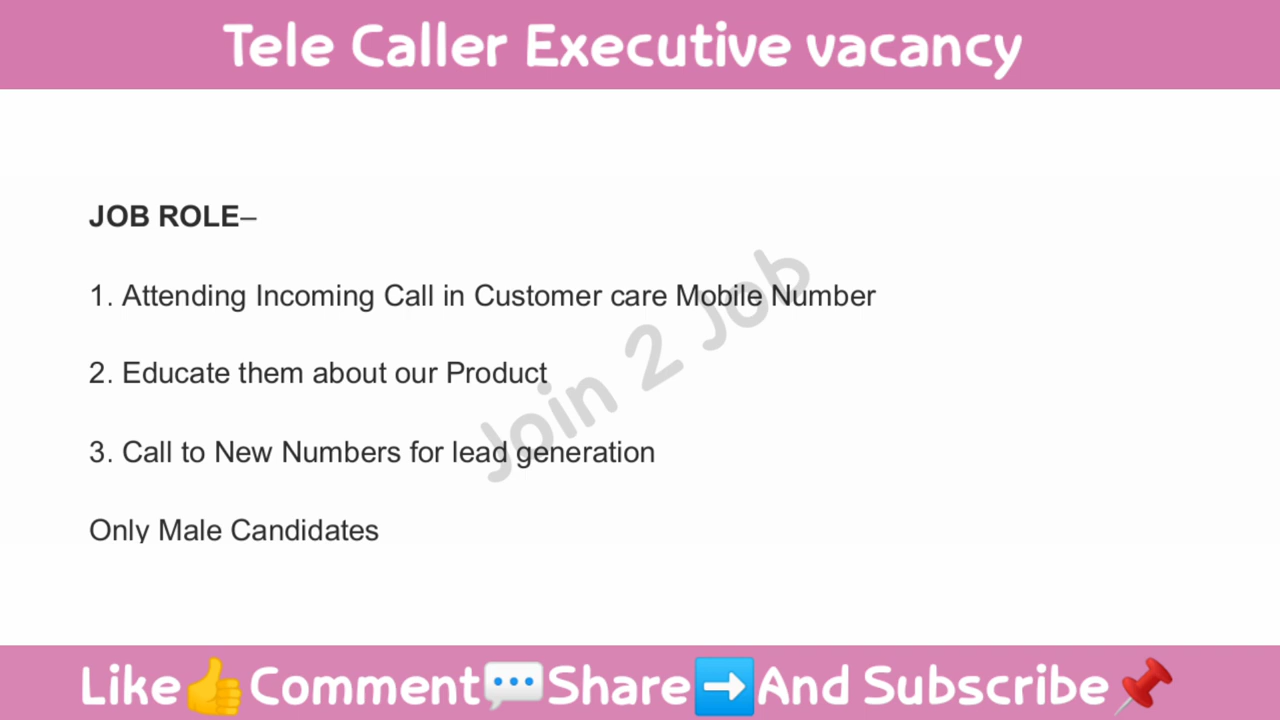 Tele Caller Executive vacancy
JOB ROLE–
1. Attending Incoming Call in Customer care Mobile Number
2. Educate them about our Product
3. Call to New Numbers for lead generation
Only Male Candidates
Join 2 Job
Like👍Comment💬Share➡️And Subscribe📌